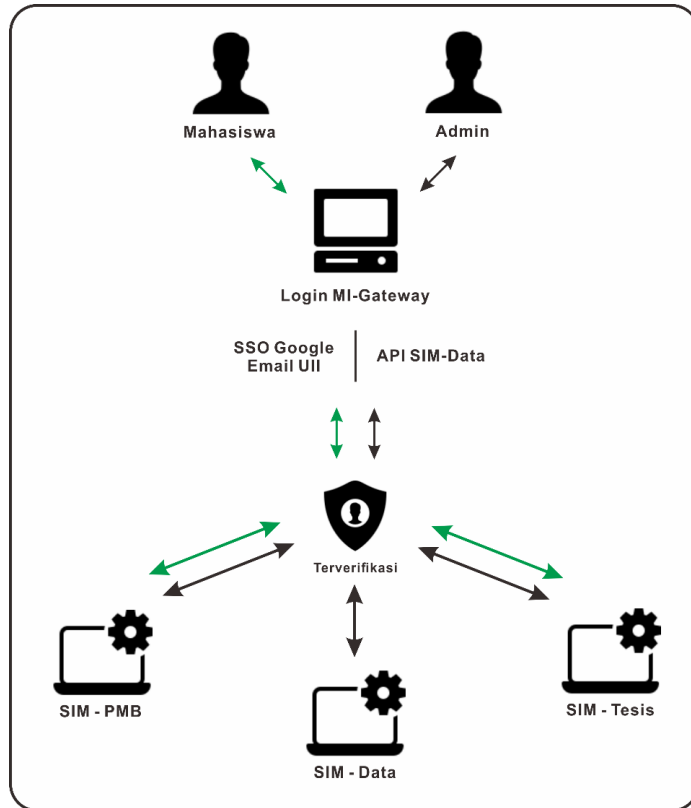 Mahasiswa
Admin
Login MI-Gateway
SSO Google
Email UII
API SIM-Data
Terverifikasi
SIM - PMB
SIM - Tesis
SIM - Data